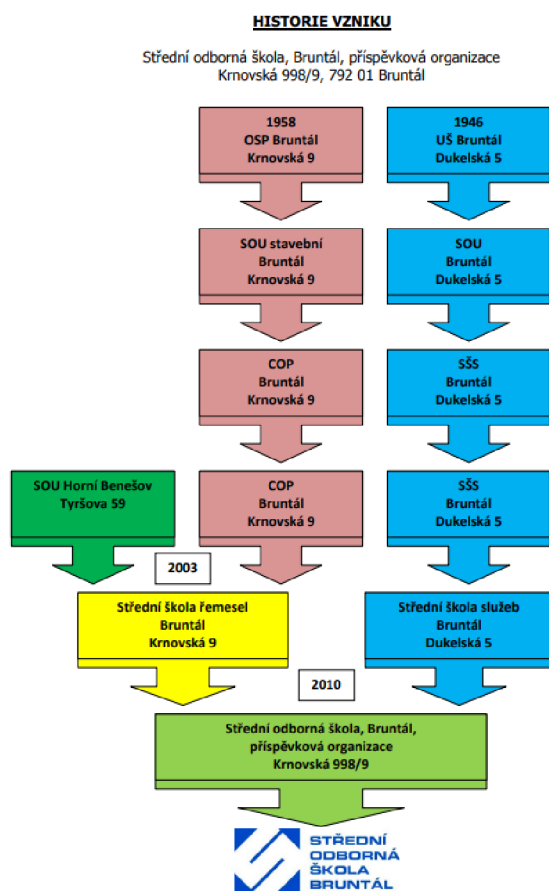 HISTORIE VZNIKU
Střední odborná škola, Bruntál, příspěvková organizace
Krnovská 998/9, 792 01 Bruntál
1958
OSP Bruntál
Krnovská 9
1946
UŠ Bruntál
Dukelská 5
SOU stavební
Bruntál
Krnovská 9
SOU
Bruntál
Dukelská 5
COP
Bruntál
Krnovská 9
SŠS
Bruntál
Dukelská 5
SOU Horní Benešov
Tyršova 59
COP
Bruntál
Krnovská 9
SŠS
Bruntál
Dukelská 5
2003
Střední škola řemesel
Bruntál
Krnovská 9
Střední škola služeb
Bruntál
Dukelská 5
2010
Střední odborná škola, Bruntál,
příspěvková organizace
Krnovská 998/9
STŘEDNÍ
ODBORNÁ
ŠKOLA
BRUNTÁL